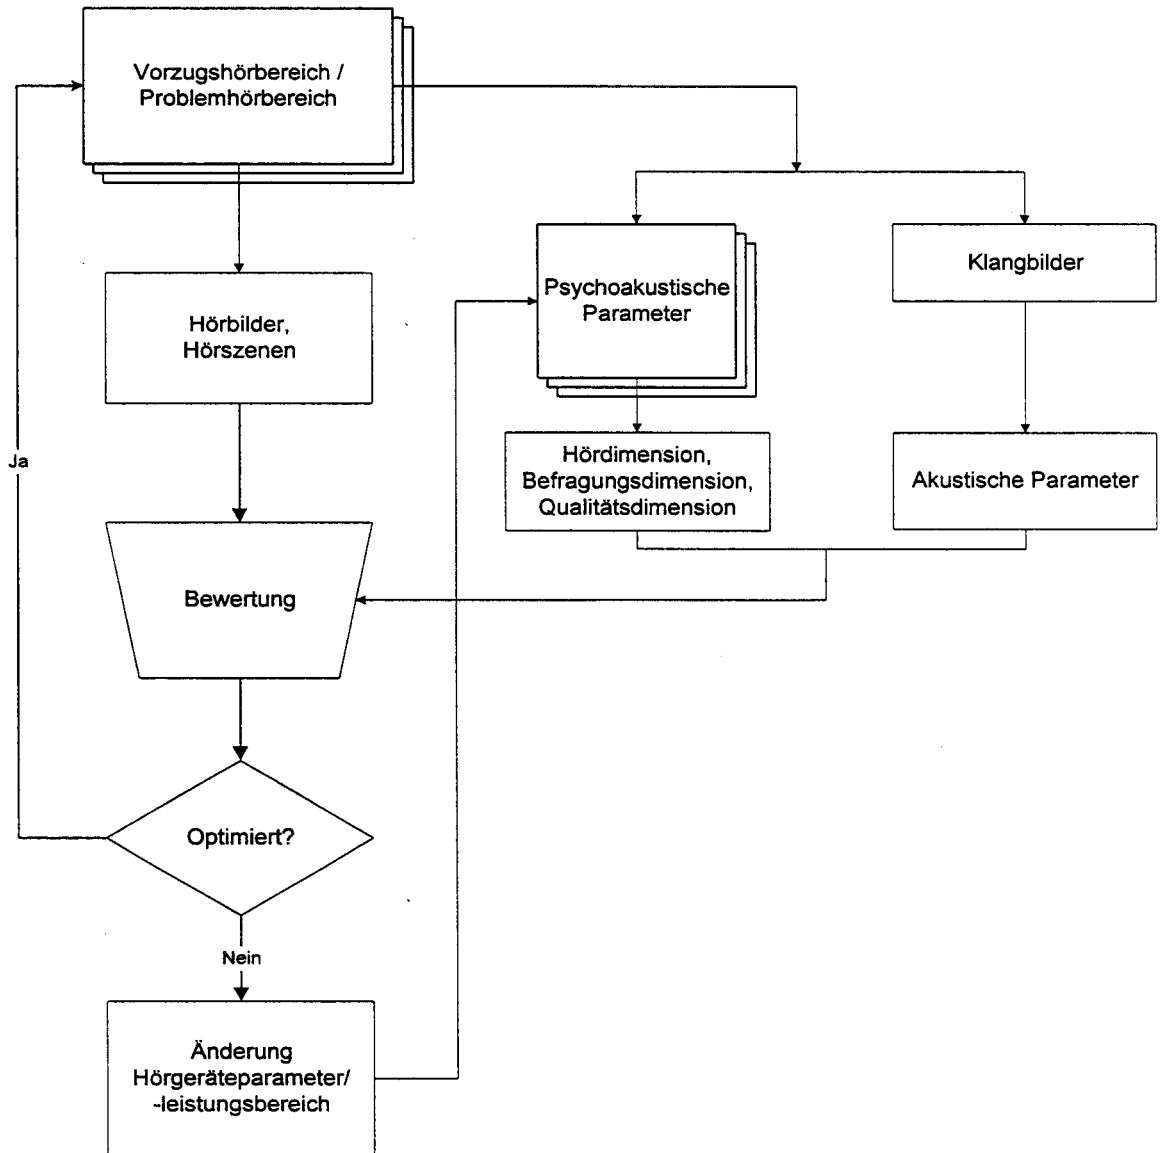 Vorzugshörbereich /
Problemhörbereich
Psychoakustische
Parameter
Klangbilder
Hörbilder,
Hörszenen
Hördimension,
Befragungsdimension,
Qualitätsdimension
Akustische Parameter
Ja
Bewertung
Optimiert?
Nein
Änderung
Hörgeräteparameter/
-leistungsbereich